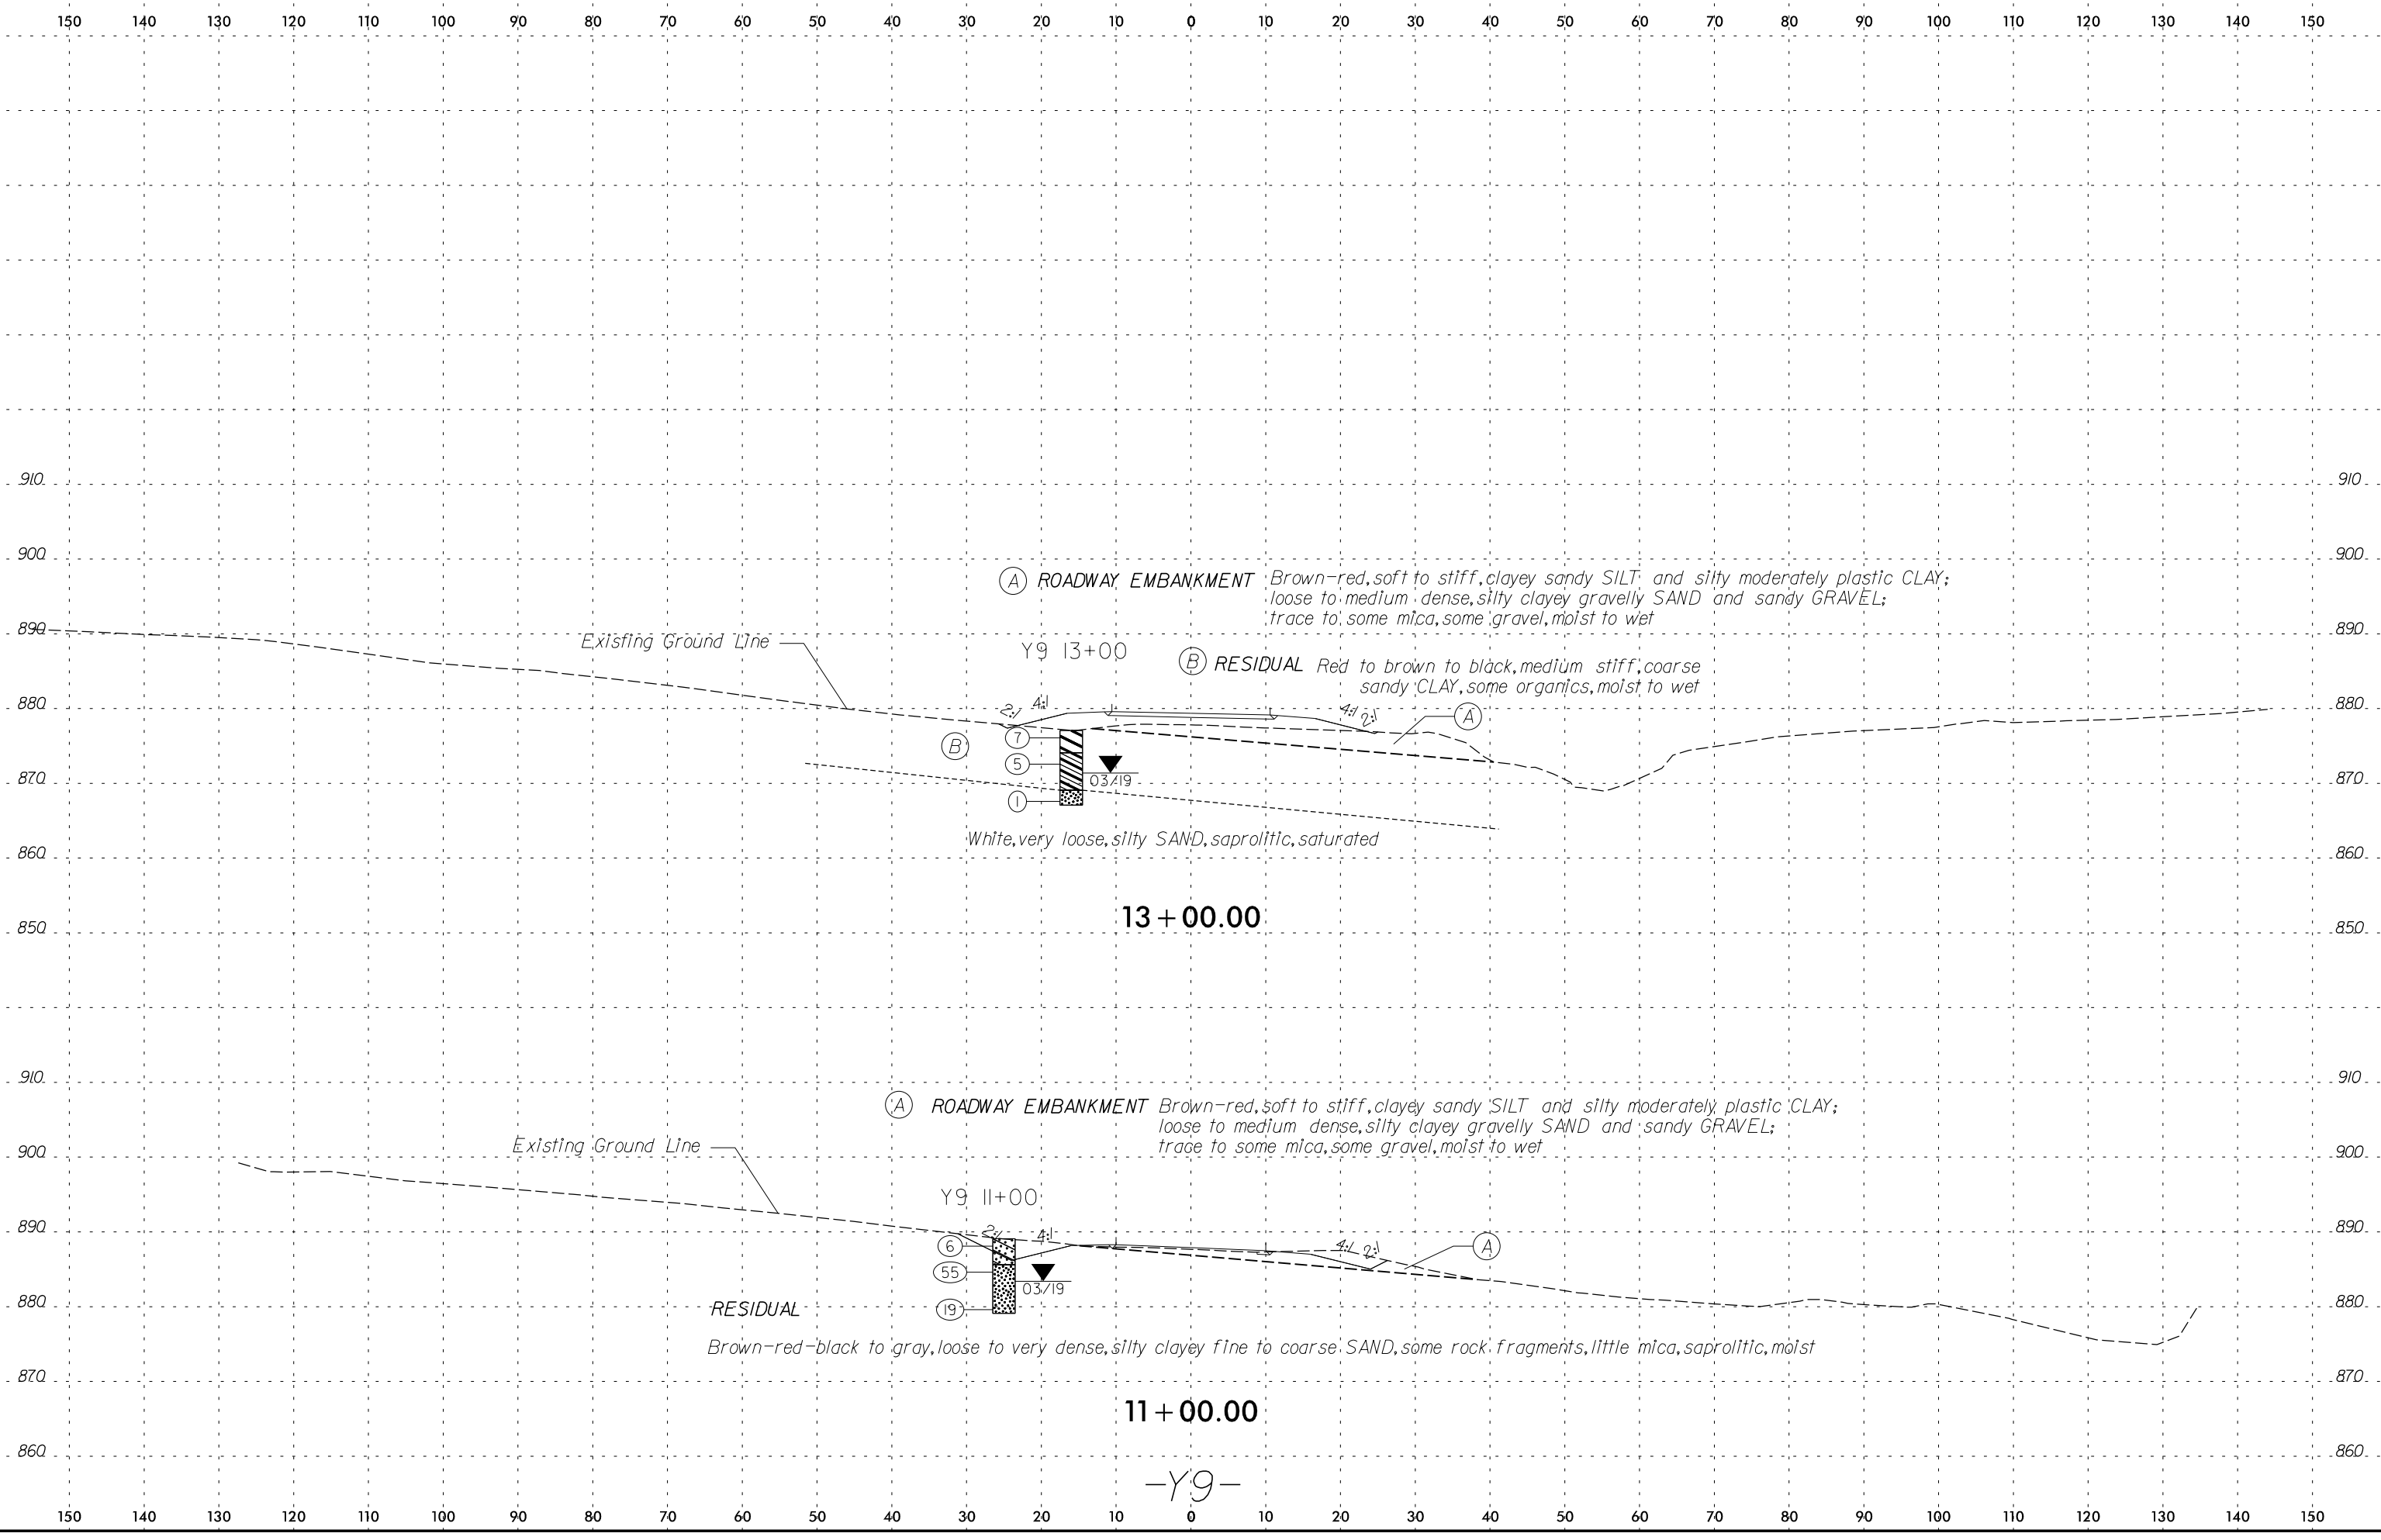 150 140 130 120 110 100 90 80 70 60 50 40 30 20 10 0 10 20 30 40 50 60 70 80 90 100 110 120 130 140 150
910 910
900 900
Ⓐ ROADWAY EMBANKMENT Brown-red, soft to stiff, clayey sandy SILT and silty moderately plastic CLAY;
loose to medium dense, silty clayey gravelly SAND and sandy GRAVEL;
trace to some mica, some gravel, moist to wet
890 890
Existing Ground Line
Y9 13+00
Ⓑ RESIDUAL Red to brown to black, medium stiff, coarse
sandy CLAY, some organics, moist to wet
880 880
2:1 4:1 4:1 2:1 A
7
B
5
870 03/19 870
1
White, very loose, silty SAND, saprolitic, saturated
860 860
13+00.00
850 850
910 910
Ⓐ ROADWAY EMBANKMENT Brown-red, soft to stiff, clayey sandy SILT and silty moderately plastic CLAY;
loose to medium dense, silty clayey gravelly SAND and sandy GRAVEL;
trace to some mica, some gravel, moist to wet
Existing Ground Line
900 900
Y9 11+00
890 890
2:1 4:1 4:1 2:1 A
6
55
03/19
880 RESIDUAL 19 880
Brown-red-black to gray, loose to very dense, silty clayey fine to coarse SAND, some rock fragments, little mica, saprolitic, moist
870 870
11+00.00
860 860
-Y9-
150 140 130 120 110 100 90 80 70 60 50 40 30 20 10 0 10 20 30 40 50 60 70 80 90 100 110 120 130 140 150